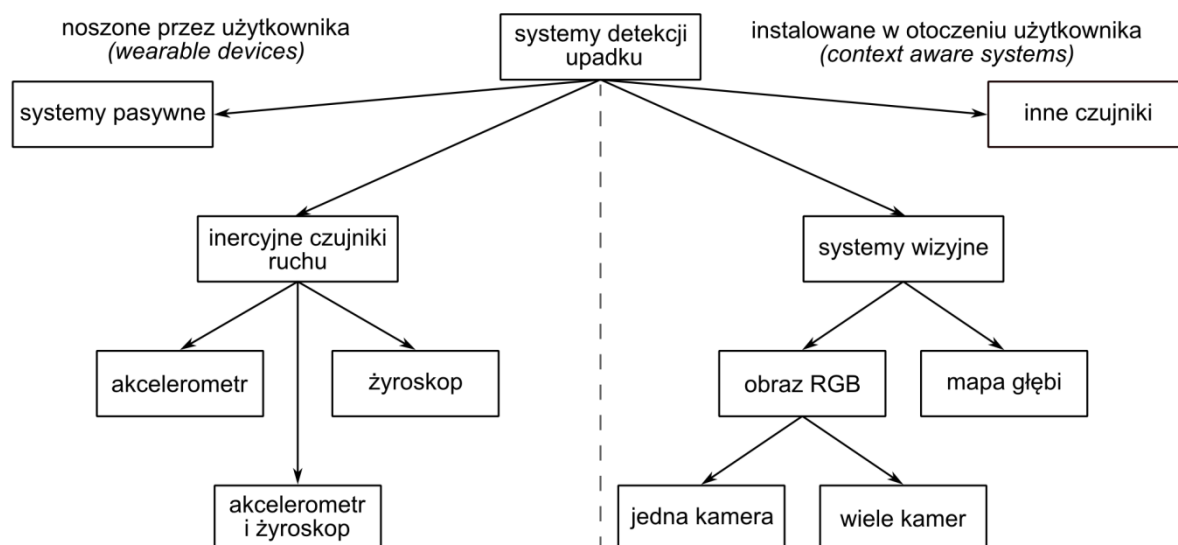 noszone przez użytkownika
(wearable devices)
systemy detekcji
upadku
instalowane w otoczeniu użytkownika
(context aware systems)
systemy pasywne
inne czujniki
inercyjne czujniki
ruchu
systemy wizyjne
akcelerometr
żyroskop
obraz RGB
mapa głębi
akcelerometr
i żyroskop
jedna kamera
wiele kamer